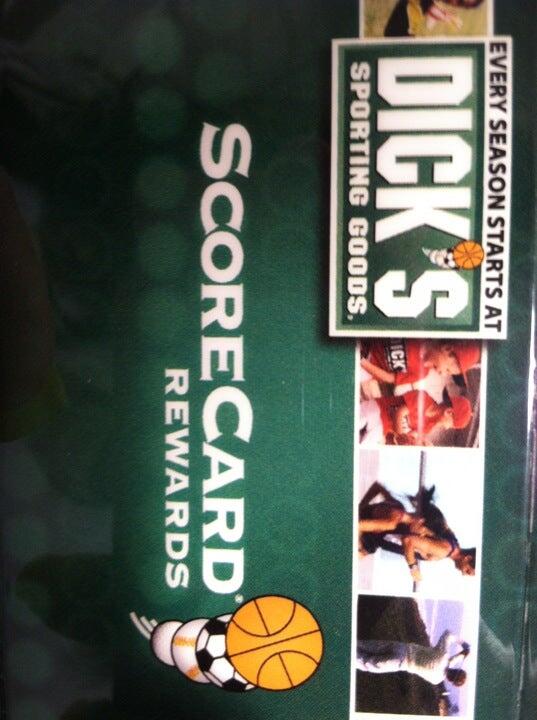 EVERY SEASON STARTS AT
DICK'S
SPORTING GOODS.
SCORECARD®
REWARDS